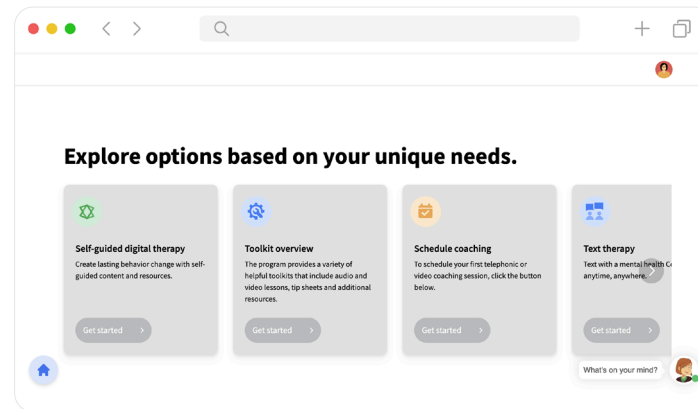 Explore options based on your unique needs.
Self-guided digital therapy
Create lasting behavior change with self-
guided content and resources.
Get started
Toolkit overview
The program provides a variety of
helpful toolkits that include audio and
video lessons, tip sheets and additional
resources.
Get started
Schedule coaching
To schedule your first telephonic or
video coaching session, click the button
below.
Get started
Text therapy
Text with a mental health
anytime, anywhere.
Get started
What's on your mind?